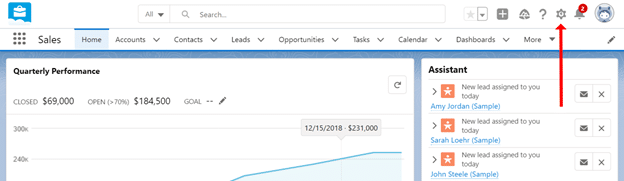 All Search...
2
Sales Home Accounts Contacts Leads Opportunities Tasks Calendar Dashboards More
Quarterly Performance
CLOSED $69,000 OPEN (>70%) $184,500 GOAL --
12/15/2018 · $231,000
300K
240K
Assistant
New lead assigned to you
today
Amy Jordan (Sample)
New lead assigned to you
today
Sarah Loehr (Sample)
New lead assigned to you
today
John Steele (Sample)